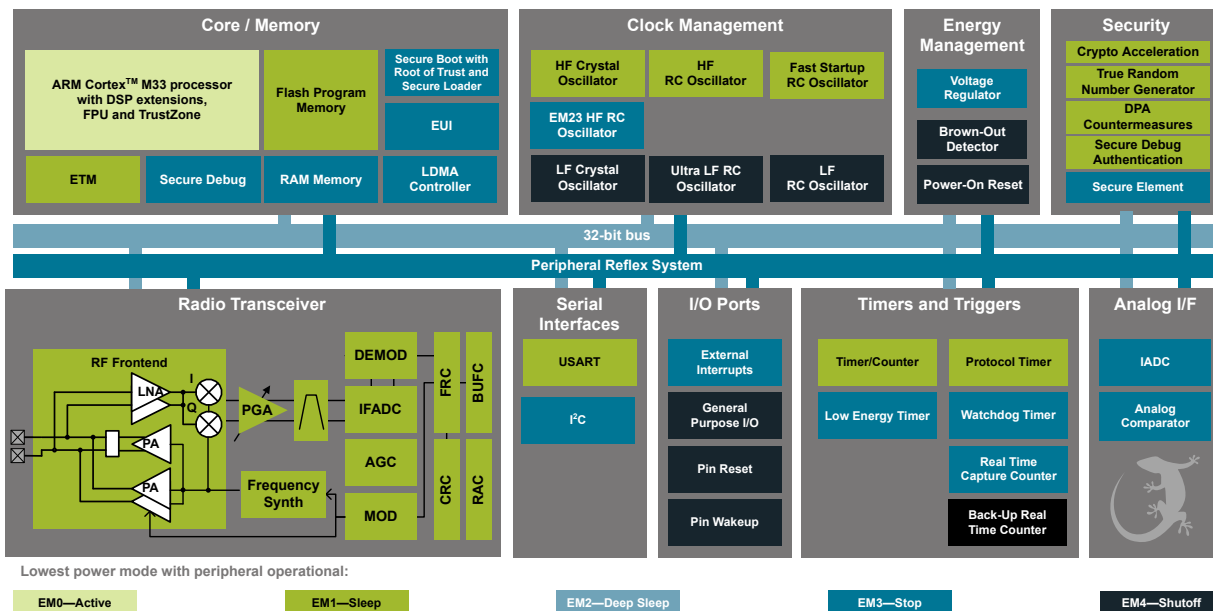 Core / Memory
ARM Cortex™ M33 processor
with DSP extensions,
FPU and TrustZone
Flash Program
Memory
Secure Boot with
Root of Trust and
Secure Loader
EUI
ETM
Secure Debug
RAM Memory
LDMA
Controller
Clock Management
HF Crystal
Oscillator
HF
RC Oscillator
Fast Startup
RC Oscillator
EM23 HF RC
Oscillator
LF Crystal
Oscillator
Ultra LF RC
Oscillator
LF
RC Oscillator
Energy
Management
Voltage
Regulator
Brown-Out
Detector
Power-On Reset
Security
Crypto Acceleration
True Random
Number Generator
DPA
Countermeasures
Secure Debug
Authentication
Secure Element
32-bit bus
Peripheral Reflex System
Radio Transceiver
RF Frontend
LNA
I
Q
PA
PA
PGA
Frequency
Synth
DEMOD
IFADC
AGC
MOD
FRC
BUFC
CRC
RAC
Serial
Interfaces
USART
I²C
I/O Ports
External
Interrupts
General
Purpose I/O
Pin Reset
Pin Wakeup
Timers and Triggers
Timer/Counter
Protocol Timer
Low Energy Timer
Watchdog Timer
Real Time
Capture Counter
Back-Up Real
Time Counter
Analog I/F
IADC
Analog
Comparator
Lowest power mode with peripheral operational:
EM0—Active
EM1—Sleep
EM2—Deep Sleep
EM3—Stop
EM4—Shutoff